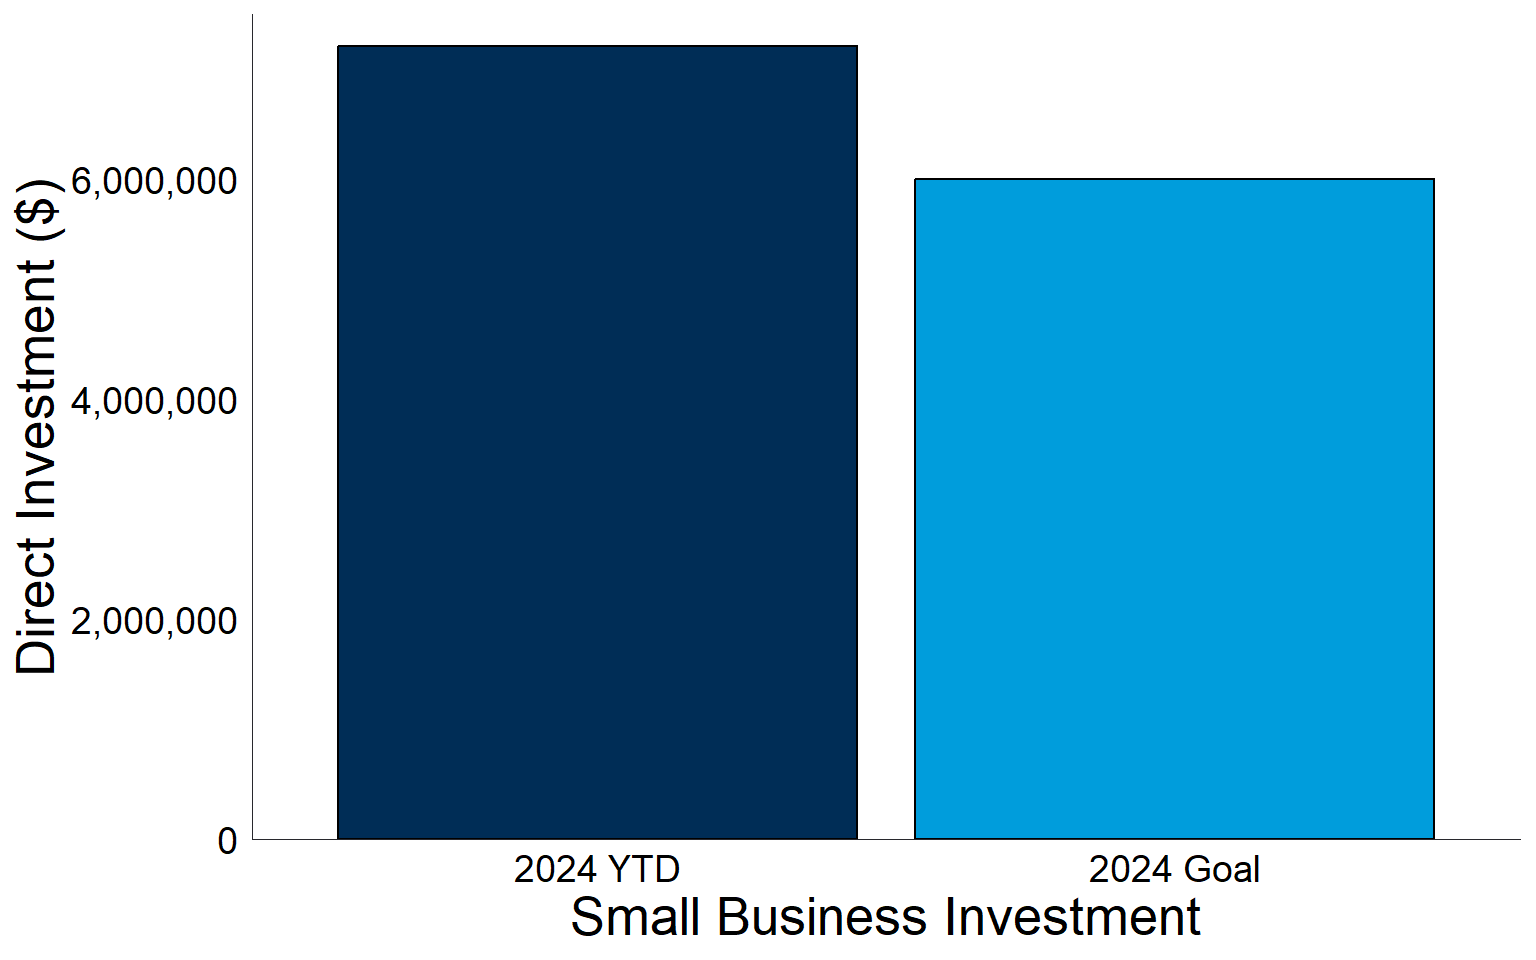 Direct Investment ($)
6,000,000
4,000,000
2,000,000
0
2024 YTD
2024 Goal
Small Business Investment